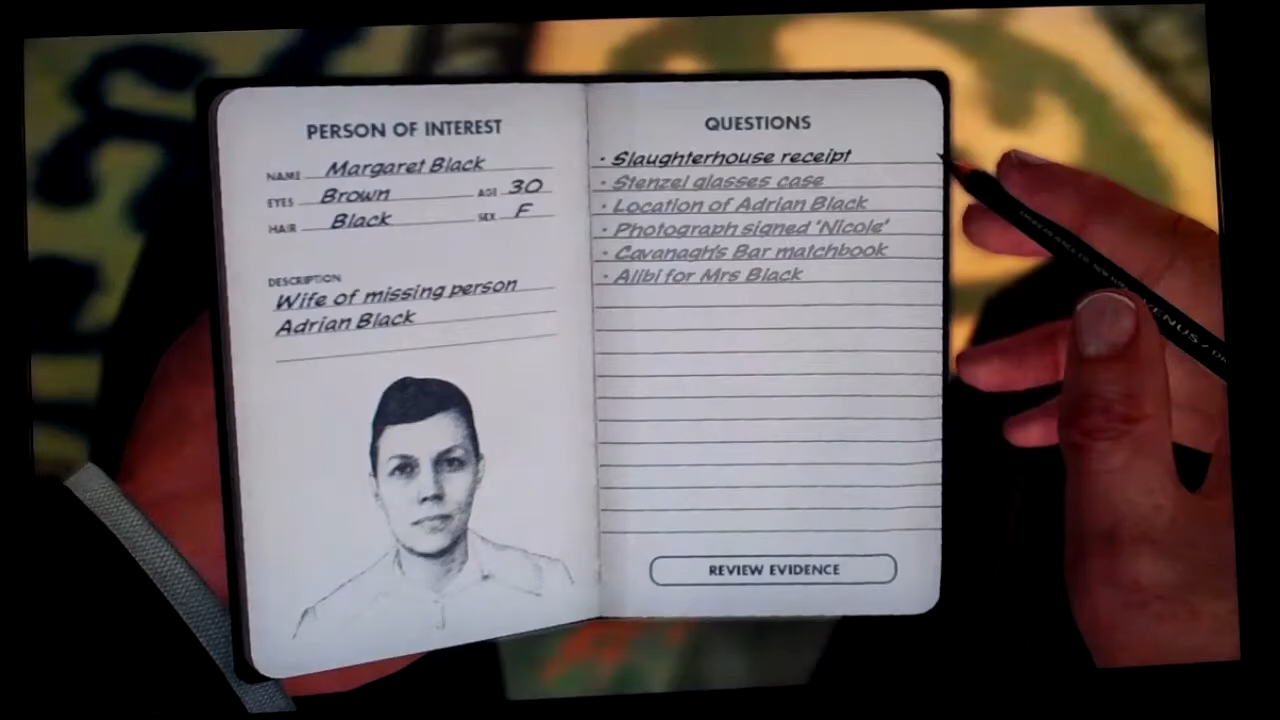 PERSON OF INTEREST
NAME Margaret Black
EYES Brown AGE 30
HAIR Black SEX F
DESCRIPTION
Wife of missing person
Adrian Black
QUESTIONS
· Slaughterhouse receipt
· Stenzel glasses case
· Location of Adrian Black
· Photograph signed 'Nicole'
· Cavanagh's Bar matchbook
· Alibi for Mrs Black
REVIEW EVIDENCE
VENUS